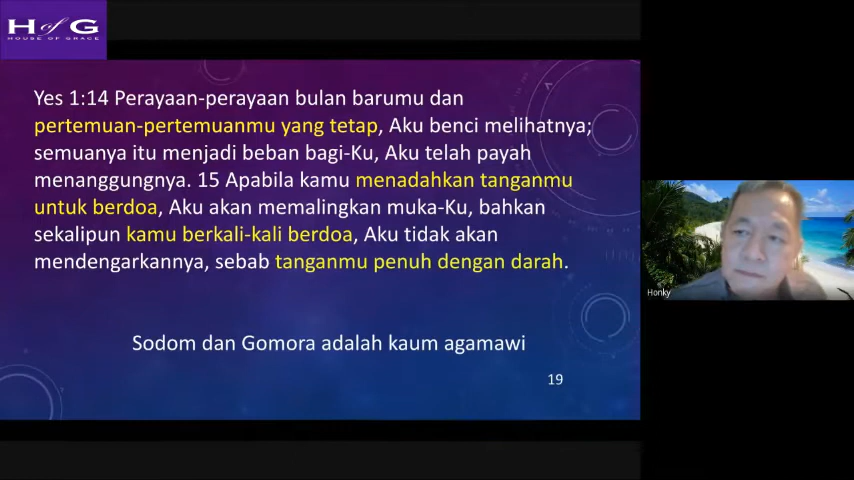 H of G
HOUSE OF GRACE
Yes 1:14 Perayaan-perayaan bulan barumu dan
pertemuan-pertemuanmu yang tetap, Aku benci melihatnya;
semuanya itu menjadi beban bagi-Ku, Aku telah payah
menanggungnya. 15 Apabila kamu menadahkan tanganmu
untuk berdoa, Aku akan memalingkan muka-Ku, bahkan
sekalipun kamu berkali-kali berdoa, Aku tidak akan
mendengarkannya, sebab tanganmu penuh dengan darah.
Sodom dan Gomora adalah kaum agamawi
19
Honky